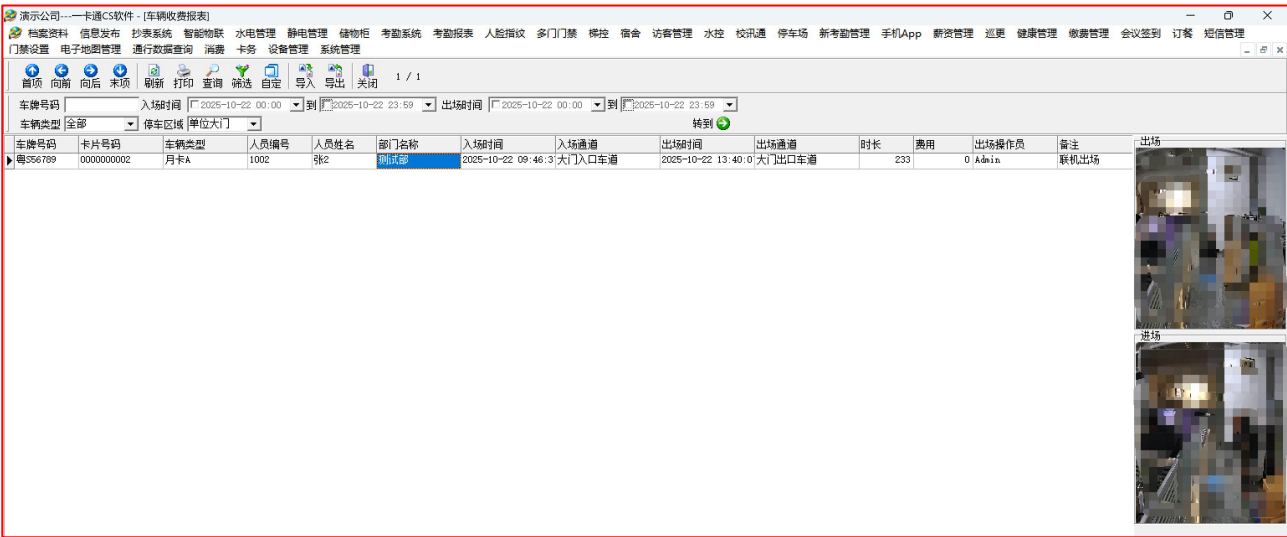 演示公司---一卡通CS软件 - [车辆收费报表]
档案资料 信息发布 抄表系统 智能物联 水电管理 静电管理 储物柜 考勤系统 考勤报表 人脸指纹 多门门禁 梯控 宿舍 访客管理 水控 校讯通 停车场 新考勤管理 手机App 薪资管理 巡更 健康管理 缴费管理 会议签到 订餐 短信管理
门禁设置 电子地图管理 通行数据查询 消费 卡务 设备管理 系统管理
首项 向前 向后 末项 刷新 打印 查询 筛选 自定 导入 导出 关闭 1 / 1
车牌号码 入场时间 2025-10-22 00:00 到 2025-10-22 23:59 出场时间 2025-10-22 00:00 到 2025-10-22 23:59
车辆类型 全部 停车区域 单位大门 转到
车牌号码 卡片号码 车辆类型 人员编号 人员姓名 部门名称 入场时间 入场通道 出场时间 出场通道 时长 费用 出场操作员 备注
粤S56789 0000000002 月卡A 1002 张2 测试部 2025-10-22 09:46:3 大门入口车道 2025-10-22 13:40:0 大门出口车道 233 0 Admin 联机出场
出场
进场